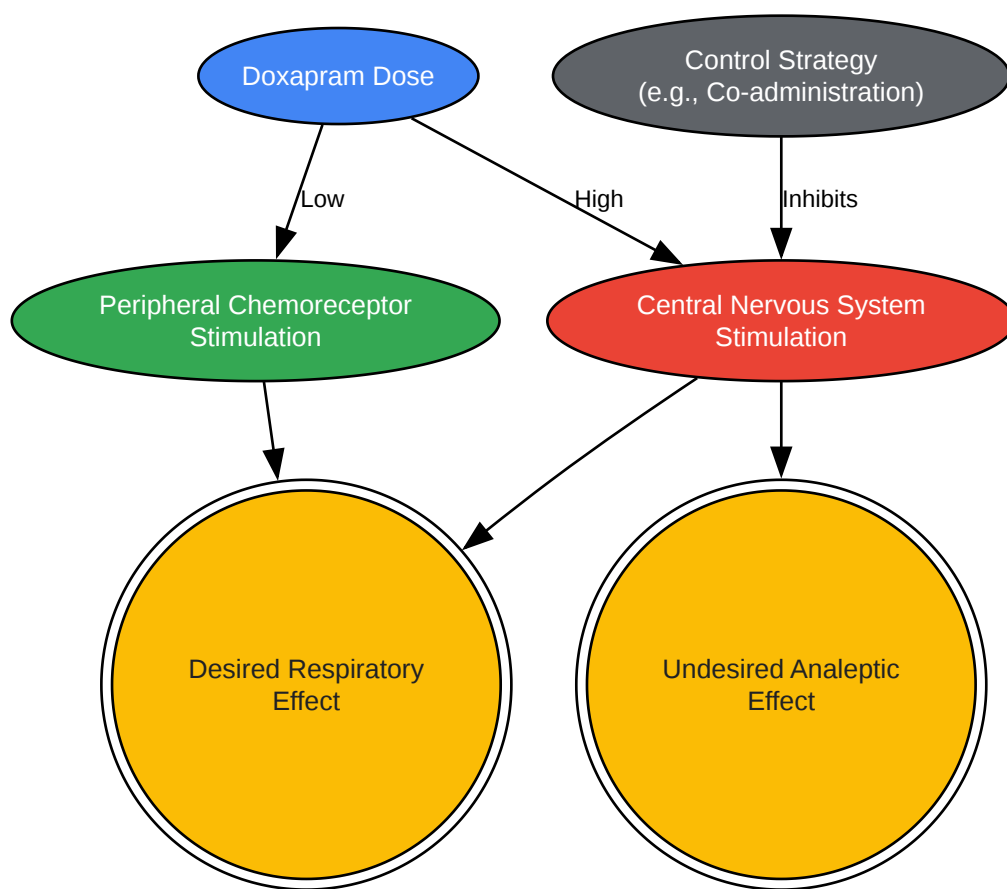 Doxapram Dose
Control Strategy
(e.g., Co-administration)
Low
High
Inhibits
Peripheral Chemoreceptor
Stimulation
Central Nervous System
Stimulation
Desired Respiratory
Effect
Undesired Analeptic
Effect